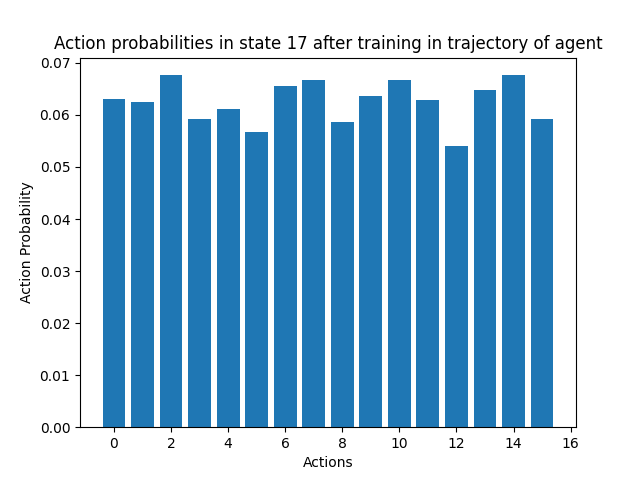 Action probabilities in state 17 after training in trajectory of agent
0.07
0.06
0.05
0.04
0.03
0.02
0.01
0.00
Action Probability
0 2 4 6 8 10 12 14 16
Actions